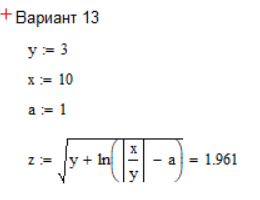 Вариант 13
y := 3
x := 10
a := 1
z := √(y + ln(|x/y| − a)) = 1.961